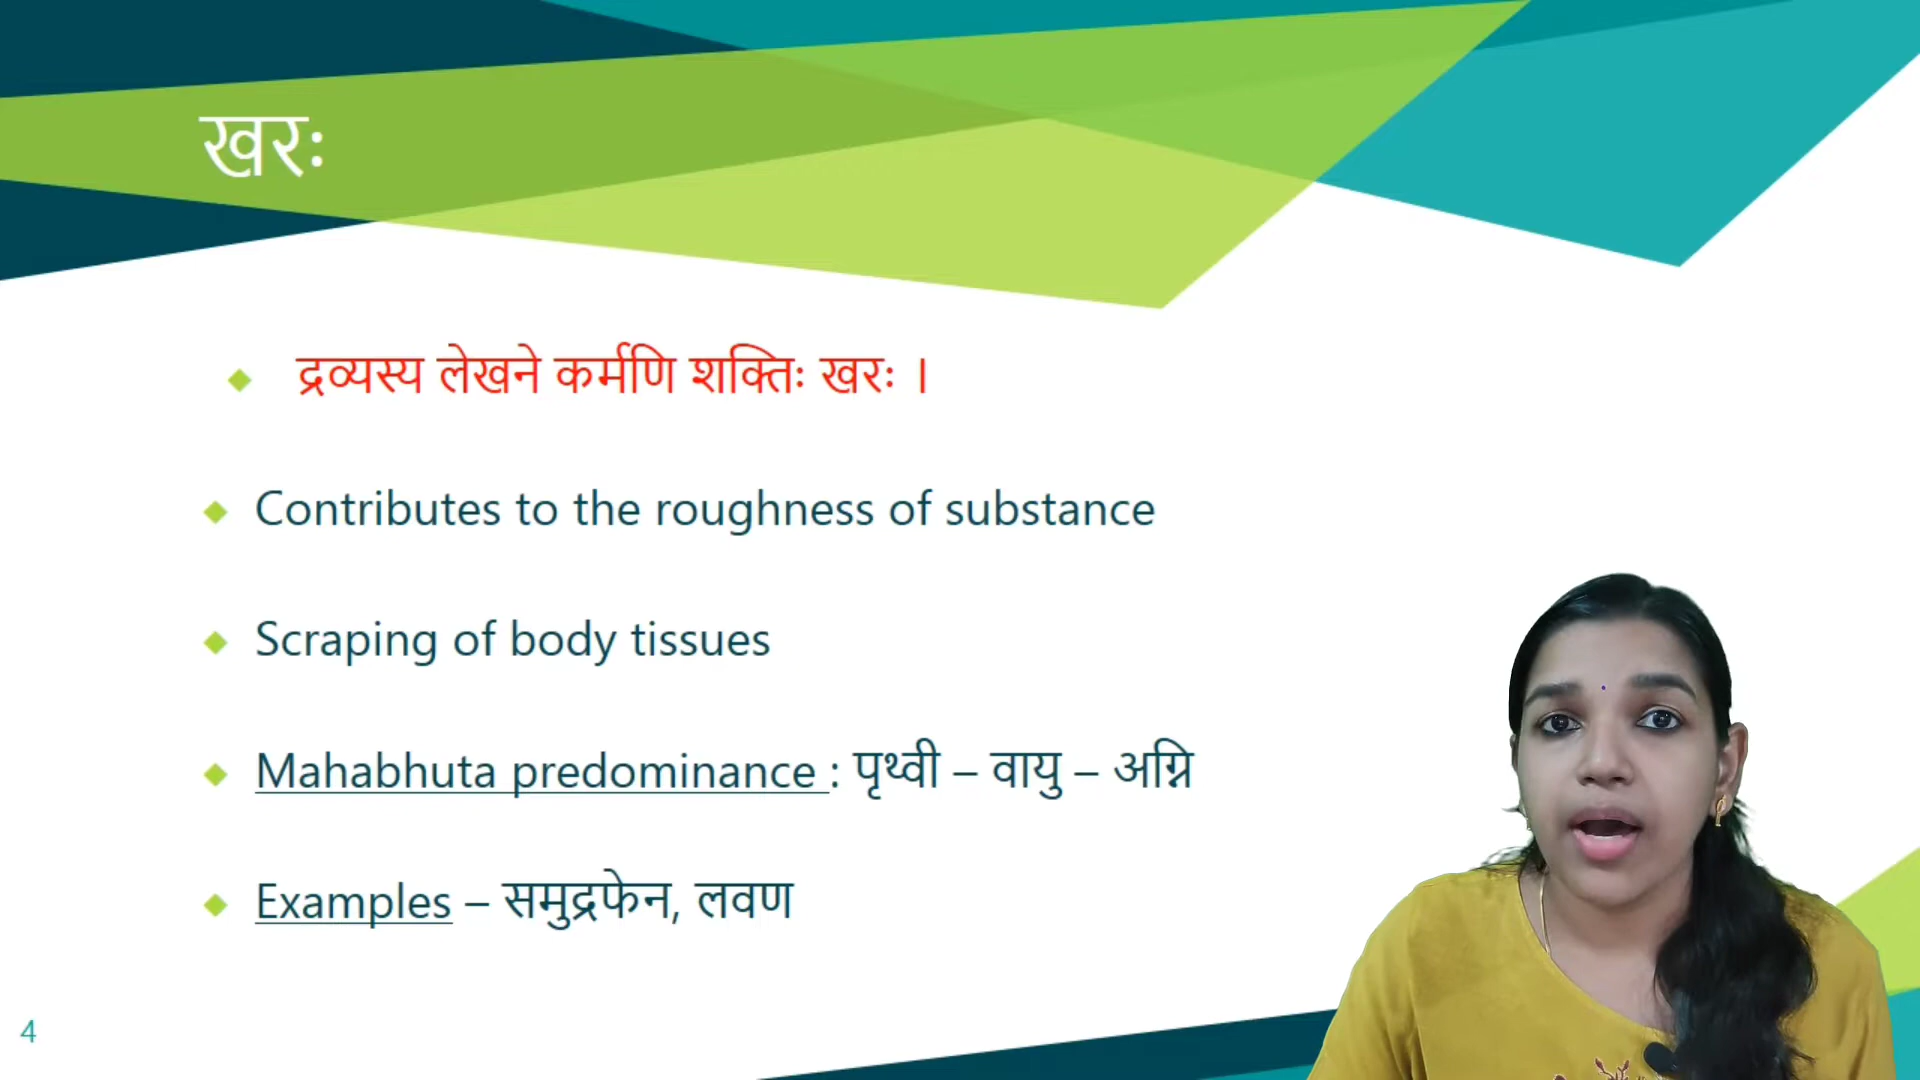 खरः
द्रव्यस्य लेखने कर्मणि शक्तिः खरः ।
Contributes to the roughness of substance
Scraping of body tissues
Mahabhuta predominance : पृथ्वी – वायु – अग्नि
Examples – समुद्रफेन, लवण
4